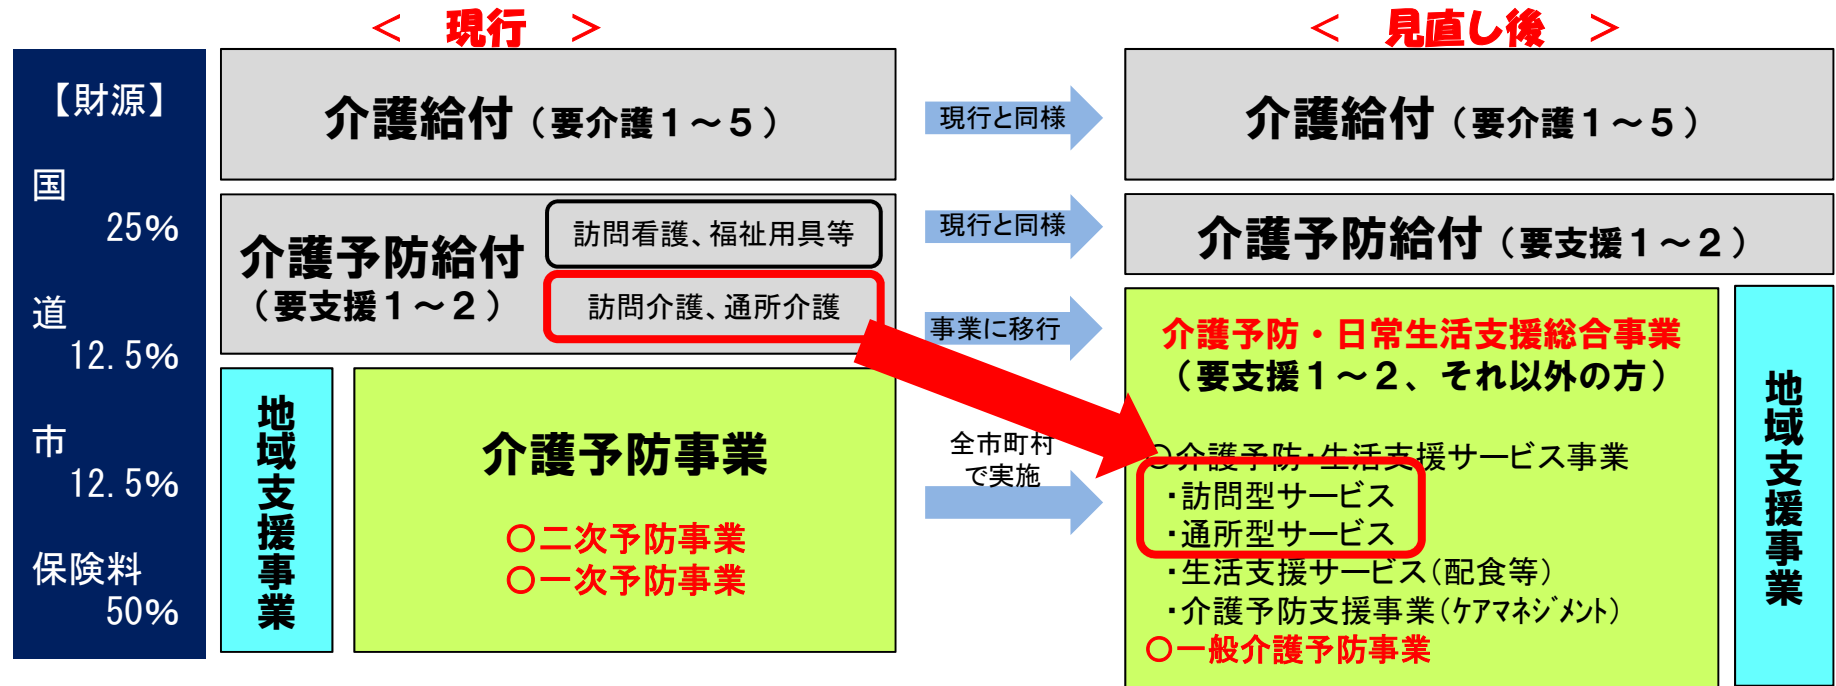 ＜ 現行 ＞
＜ 見直し後 ＞
【財源】
国
25%
道
12.5%
市
12.5%
保険料
50%
介護給付（要介護１～５）
介護予防給付
（要支援１～２）
訪問看護、福祉用具等
訪問介護、通所介護
地域支援事業
介護予防事業
○二次予防事業
○一次予防事業
現行と同様
現行と同様
事業に移行
全市町村
で実施
介護給付（要介護１～５）
介護予防給付（要支援１～２）
介護予防・日常生活支援総合事業
（要支援１～２、それ以外の方）
○介護予防・生活支援サービス事業
・訪問型サービス
・通所型サービス
・生活支援サービス（配食等）
・介護予防支援事業（ｹｱﾏﾈｼﾞﾒﾝﾄ）
○一般介護予防事業
地域支援事業